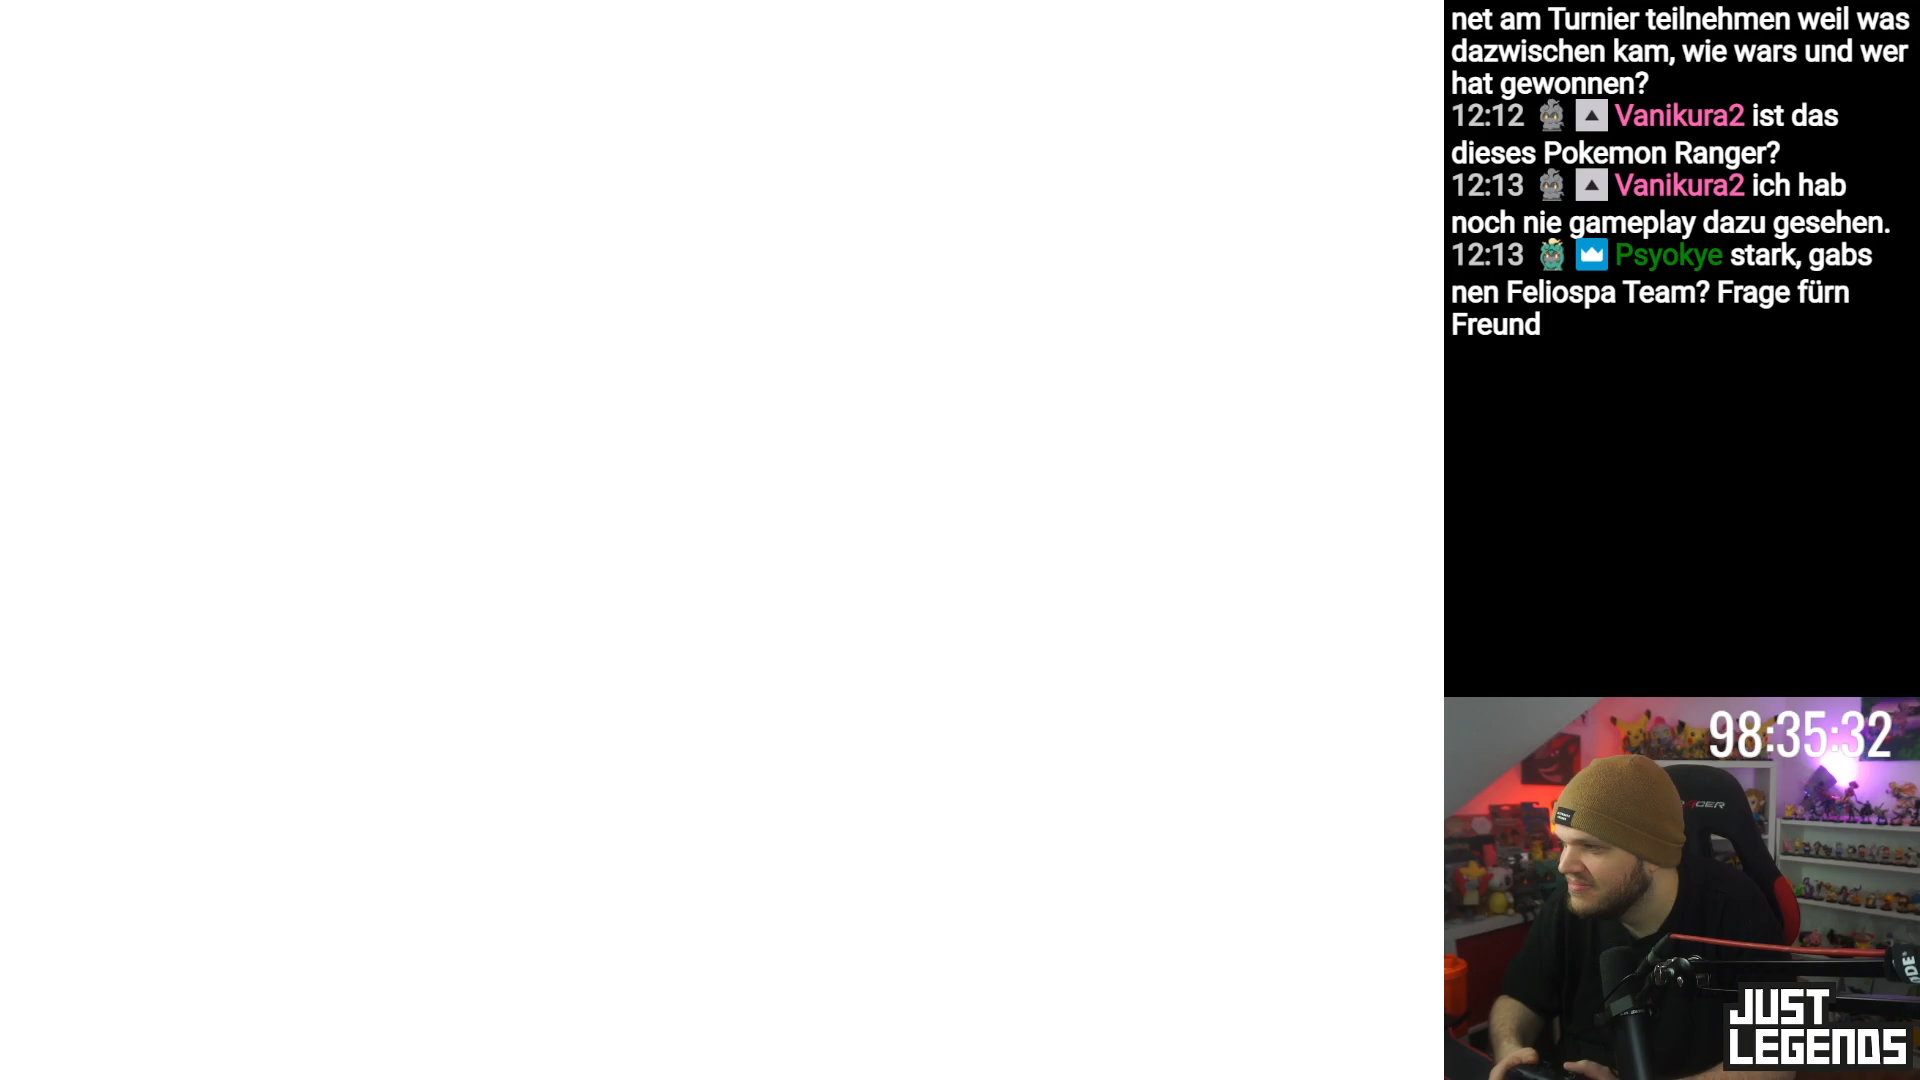 net am Turnier teilnehmen weil was
dazwischen kam, wie wars und wer
hat gewonnen?
12:12 Vanikura2 ist das
dieses Pokemon Ranger?
12:13 Vanikura2 ich hab
noch nie gameplay dazu gesehen.
12:13 Psyokye stark, gabs
nen Feliospa Team? Frage fürn
Freund
98:35:32
JUST
LEGENDS